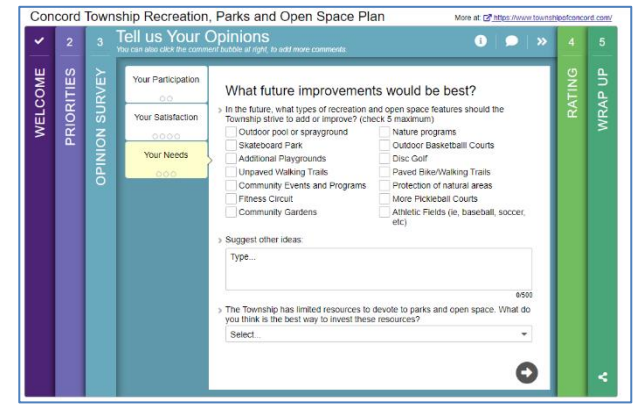 Concord Township Recreation, Parks and Open Space Plan
More at: https://www.townshipofconcord.com/
WELCOME
2
PRIORITIES
3
OPINION SURVEY
Tell us Your Opinions
You can also click the comment bubble at right, to add more comments.
Your Participation
Your Satisfaction
Your Needs
What future improvements would be best?
In the future, what types of recreation and open space features should the
Township strive to add or improve? (check 5 maximum)
Outdoor pool or sprayground
Skateboard Park
Additional Playgrounds
Unpaved Walking Trails
Community Events and Programs
Fitness Circuit
Community Gardens
Nature programs
Outdoor Basketball Courts
Disc Golf
Paved Bike/Walking Trails
Protection of natural areas
More Pickleball Courts
Athletic Fields (ie, baseball, soccer,
etc)
Suggest other ideas:
Type...
0/500
The Township has limited resources to devote to parks and open space. What do
you think is the best way to invest these resources?
Select...
4
RATING
5
WRAP UP